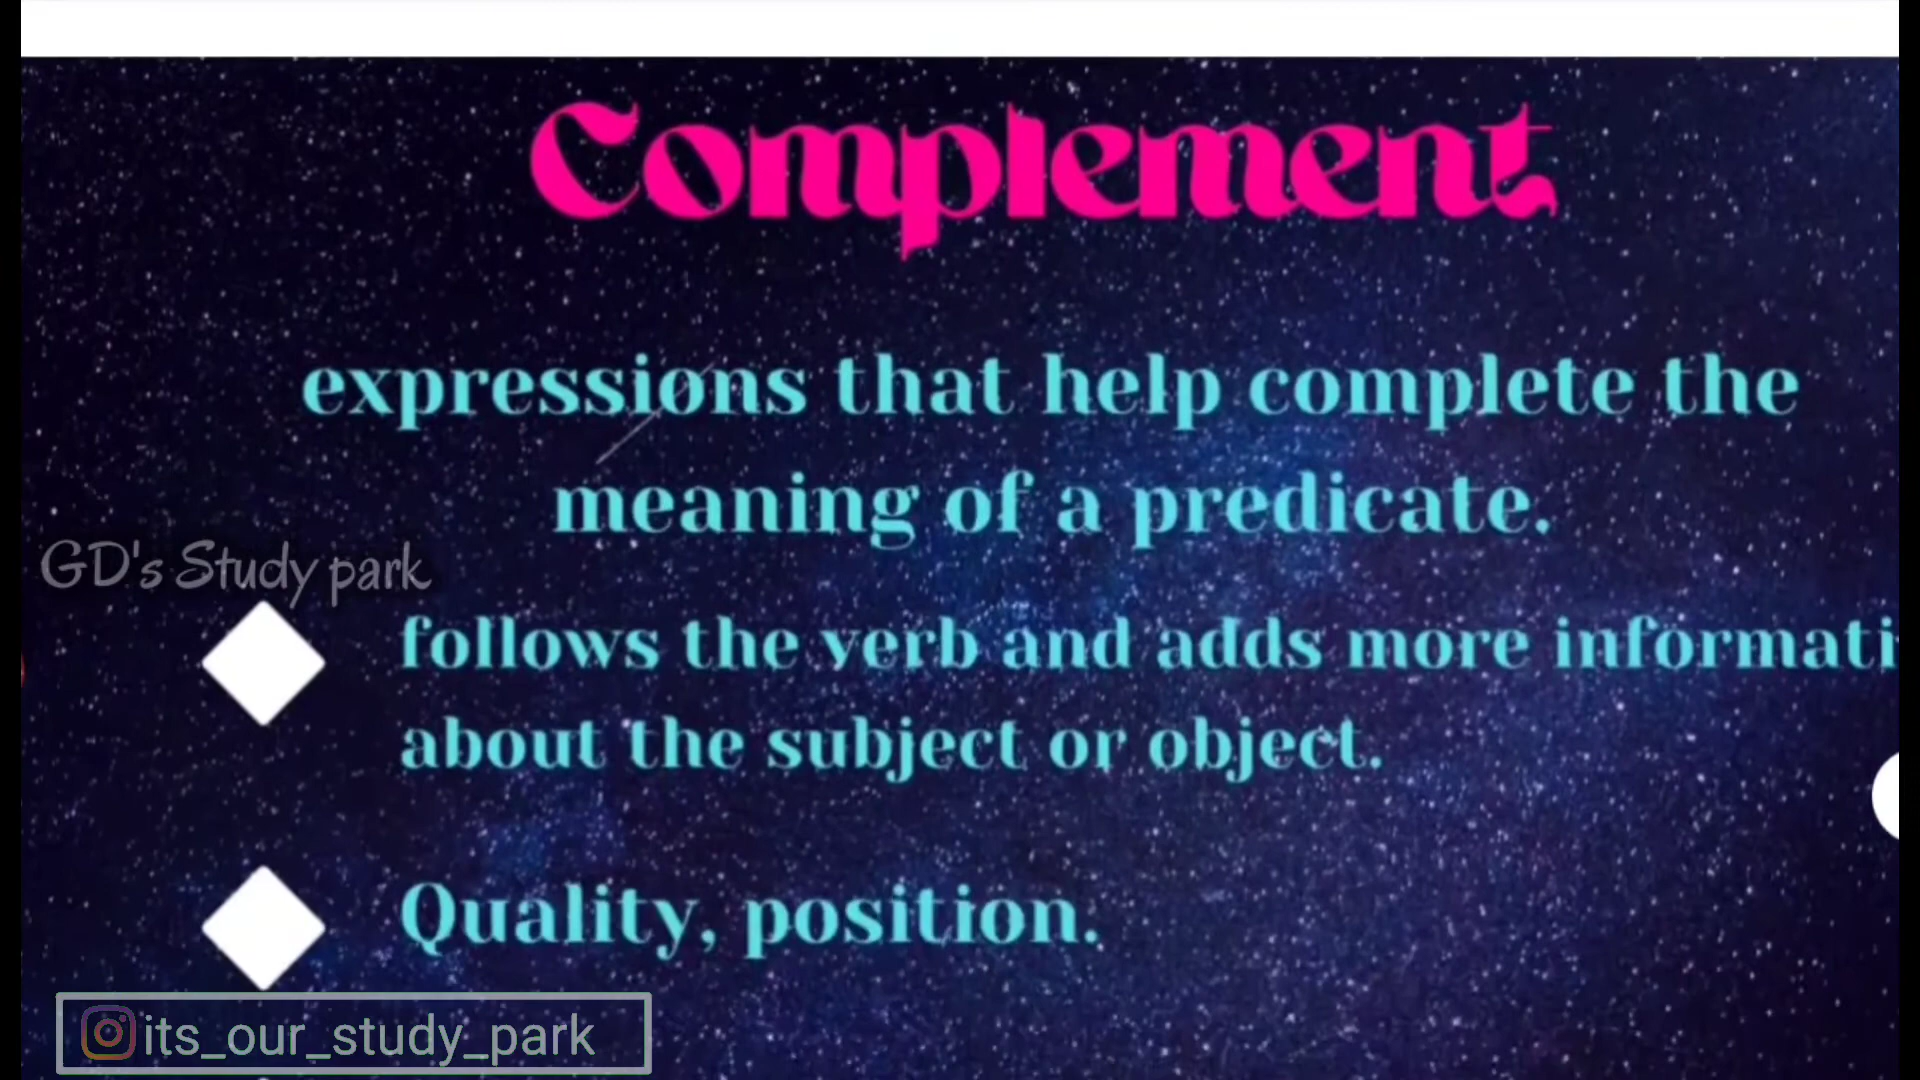 Complement
expressions that help complete the
meaning of a predicate.
GD's Study park
follows the verb and adds more informati
about the subject or object.
Quality, position.
its_our_study_park